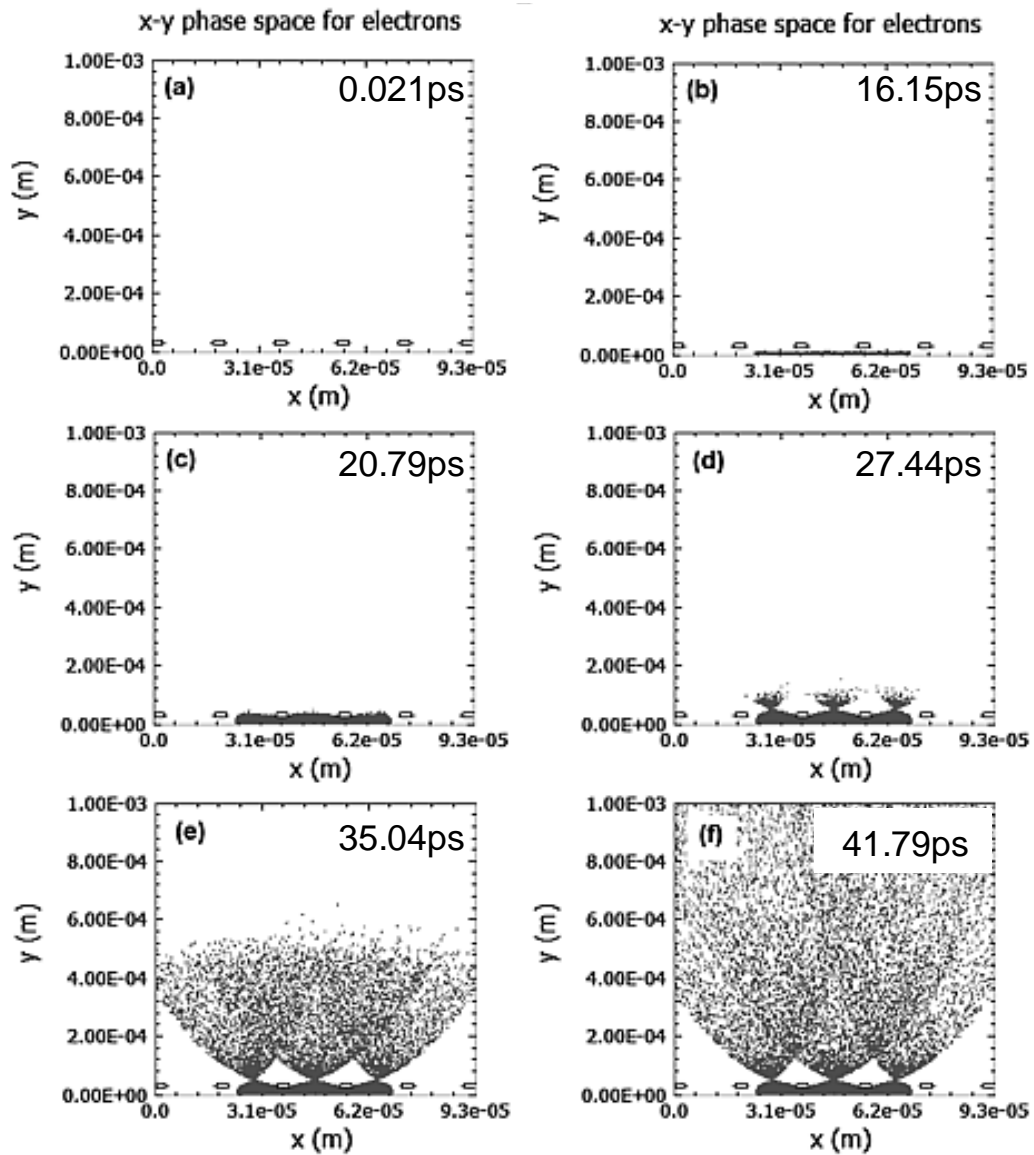 x-y phase space for electrons
x-y phase space for electrons
(a)
0.021ps
1.00E-03
8.00E-04
6.00E-04
4.00E-04
2.00E-04
0.00E+00
y (m)
0.0 3.1e-05 6.2e-05 9.3e-05
x (m)
(b)
16.15ps
1.00E-03
8.00E-04
6.00E-04
4.00E-04
2.00E-04
0.00E+00
y (m)
0.0 3.1e-05 6.2e-05 9.3e-05
x (m)
(c)
20.79ps
1.00E-03
8.00E-04
6.00E-04
4.00E-04
2.00E-04
0.00E+00
y (m)
0.0 3.1e-05 6.2e-05 9.3e-05
x (m)
(d)
27.44ps
1.00E-03
8.00E-04
6.00E-04
4.00E-04
2.00E-04
0.00E+00
y (m)
0.0 3.1e-05 6.2e-05 9.3e-05
x (m)
(e)
35.04ps
1.00E-03
8.00E-04
6.00E-04
4.00E-04
2.00E-04
0.00E+00
y (m)
0.0 3.1e-05 6.2e-05 9.3e-05
x (m)
(f)
41.79ps
1.00E-03
8.00E-04
6.00E-04
4.00E-04
2.00E-04
0.00E+00
y (m)
0.0 3.1e-05 6.2e-05 9.3e-05
x (m)